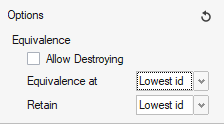 Options
Equivalence
Allow Destroying
Equivalence at Lowest id
Retain Lowest id